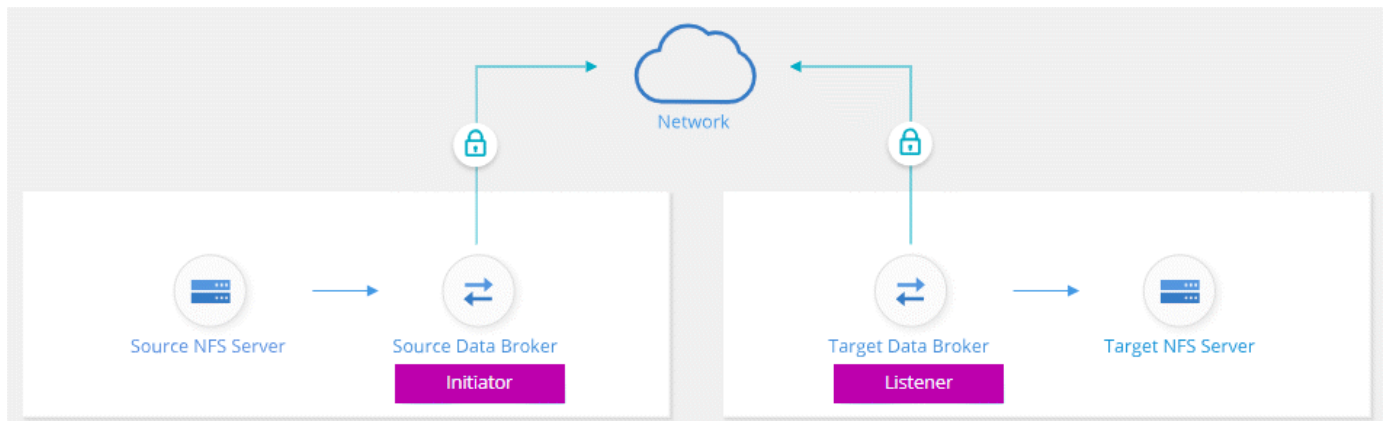 Network
Source NFS Server
Source Data Broker
Target Data Broker
Target NFS Server
Initiator
Listener